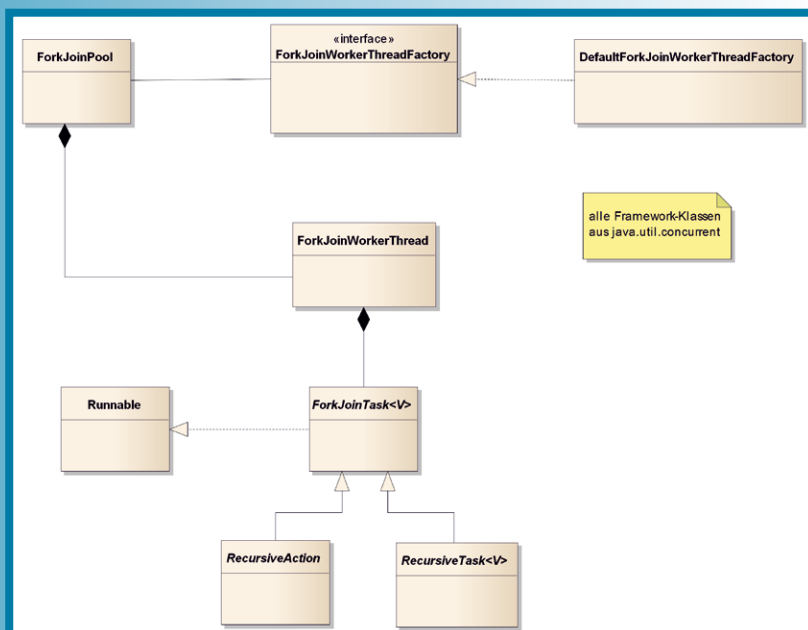 ForkJoinPool
«interface»
ForkJoinWorkerThreadFactory
DefaultForkJoinWorkerThreadFactory
alle Framework-Klassen
aus java.util.concurrent
ForkJoinWorkerThread
Runnable
ForkJoinTask<V>
RecursiveAction
RecursiveTask<V>